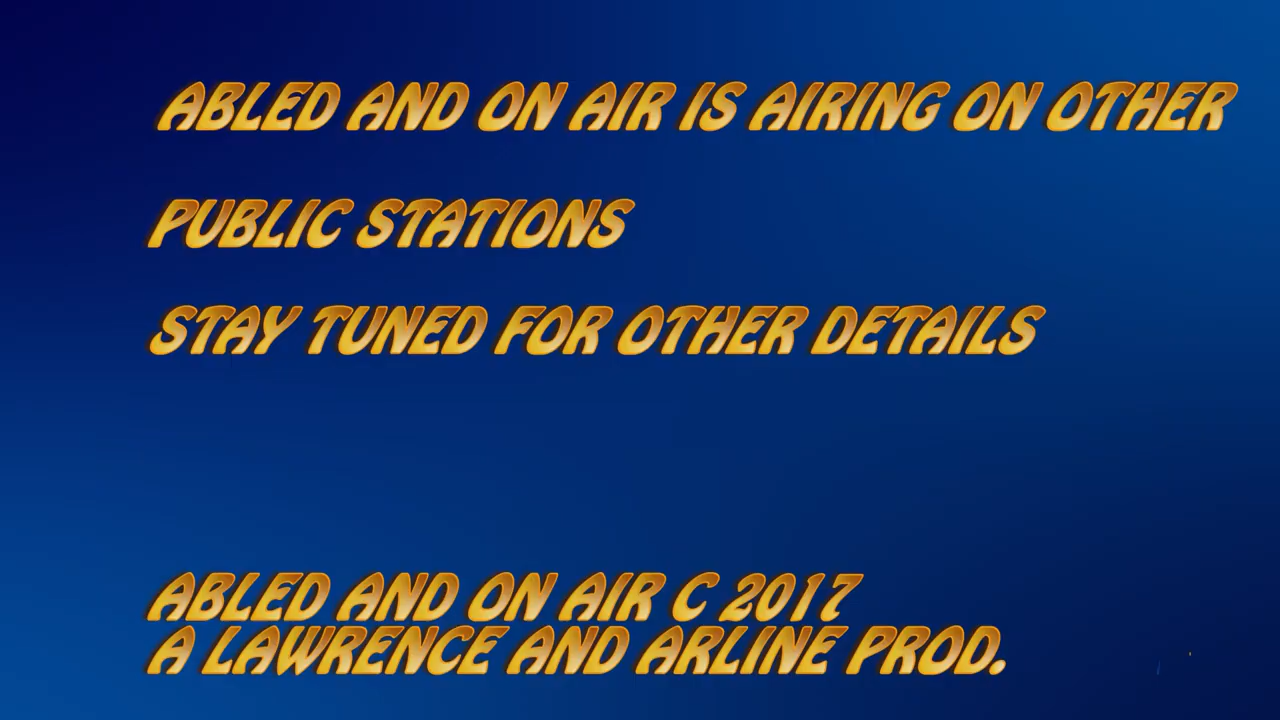 ABLED AND ON AIR IS AIRING ON OTHER
PUBLIC STATIONS
STAY TUNED FOR OTHER DETAILS
ABLED AND ON AIR C 2017
A LAWRENCE AND ARLINE PROD.